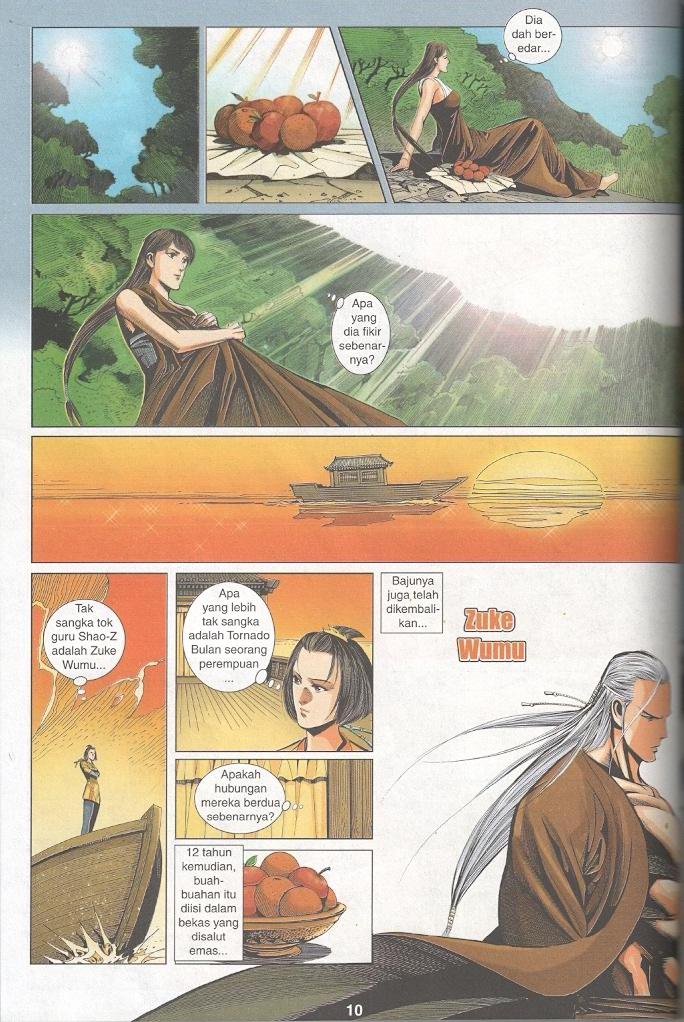 Dia
dah ber-
edar...
Apa
yang
dia fikir
sebenar-
nya?
Tak
sangka tok
guru Shao-Z
adalah Zuke
Wumu...
Apa
yang lebih
tak sangka
adalah Tornado
Bulan seorang
perempuan
...
Apakah
hubungan
mereka berdua
sebenarnya?
12 tahun
kemudian,
buah-
buahan itu
diisi dalam
bekas yang
disalut
emas...
Bajunya
juga telah
dikembali-
kan...
Zuke
Wumu
10